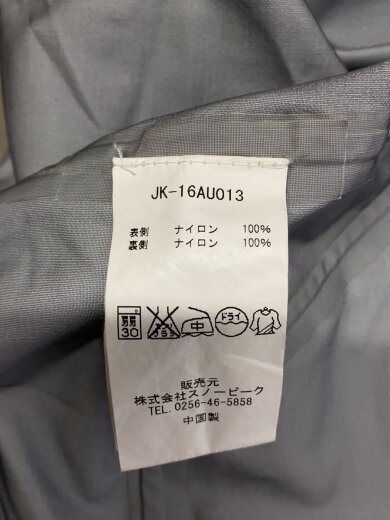 JK-16AU013
表側 ナイロン 100%
裏側 ナイロン 100%
30 中 ドライ
販売元
株式会社スノーピーク
TEL. 0256-46-5858
中国製